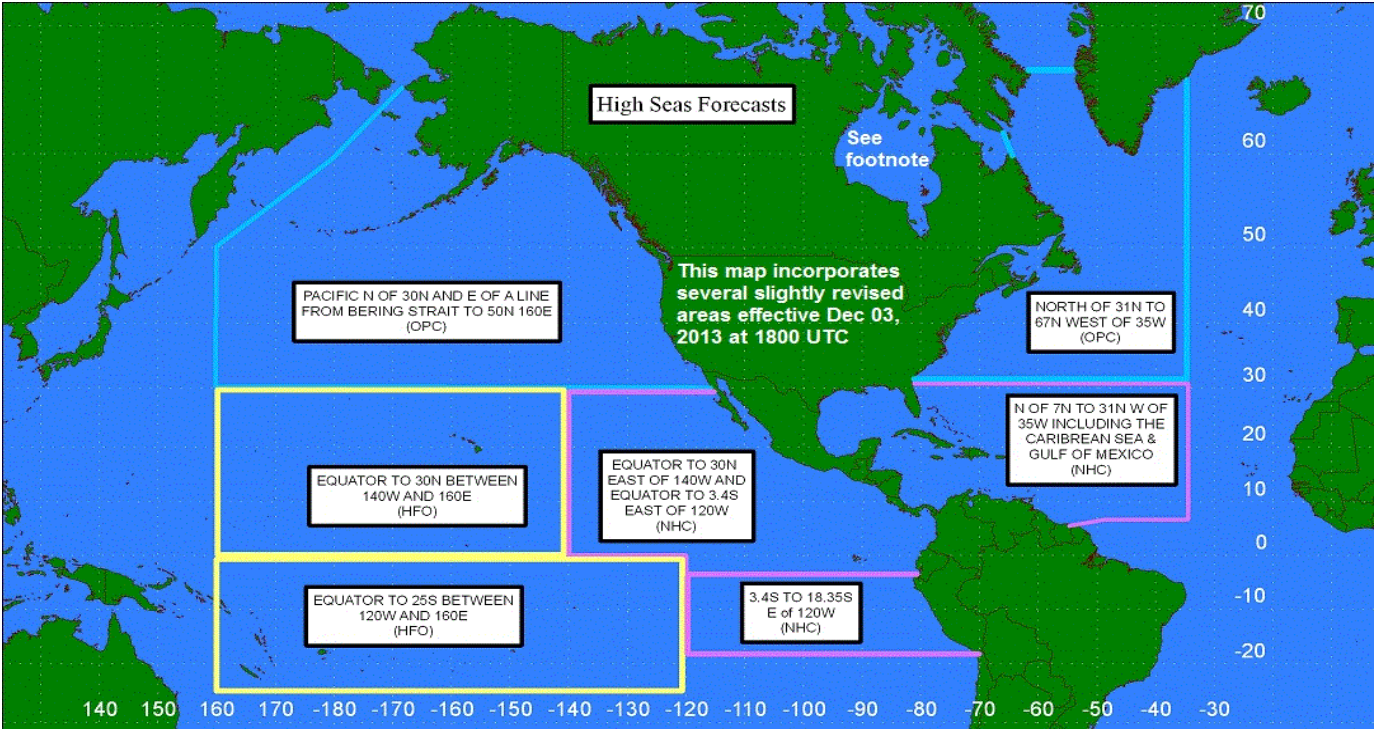 70
High Seas Forecasts
See
footnote
60
50
This map incorporates
several slightly revised
areas effective Dec 03,
2013 at 1800 UTC
PACIFIC N OF 30N AND E OF A LINE
FROM BERING STRAIT TO 50N 160E
(OPC)
NORTH OF 31N TO
67N WEST OF 35W
(OPC)
40
30
N OF 7N TO 31N W OF
35W INCLUDING THE
CARIBREAN SEA &
GULF OF MEXICO
(NHC)
20
EQUATOR TO 30N BETWEEN
140W AND 160E
(HFO)
EQUATOR TO 30N
EAST OF 140W AND
EQUATOR TO 3.4S
EAST OF 120W
(NHC)
10
0
EQUATOR TO 25S BETWEEN
120W AND 160E
(HFO)
3.4S TO 18.35S
E of 120W
(NHC)
-10
-20
140 150 160 170 -180 -170 -160 -150 -140 -130 -120 -110 -100 -90 -80 -70 -60 -50 -40 -30